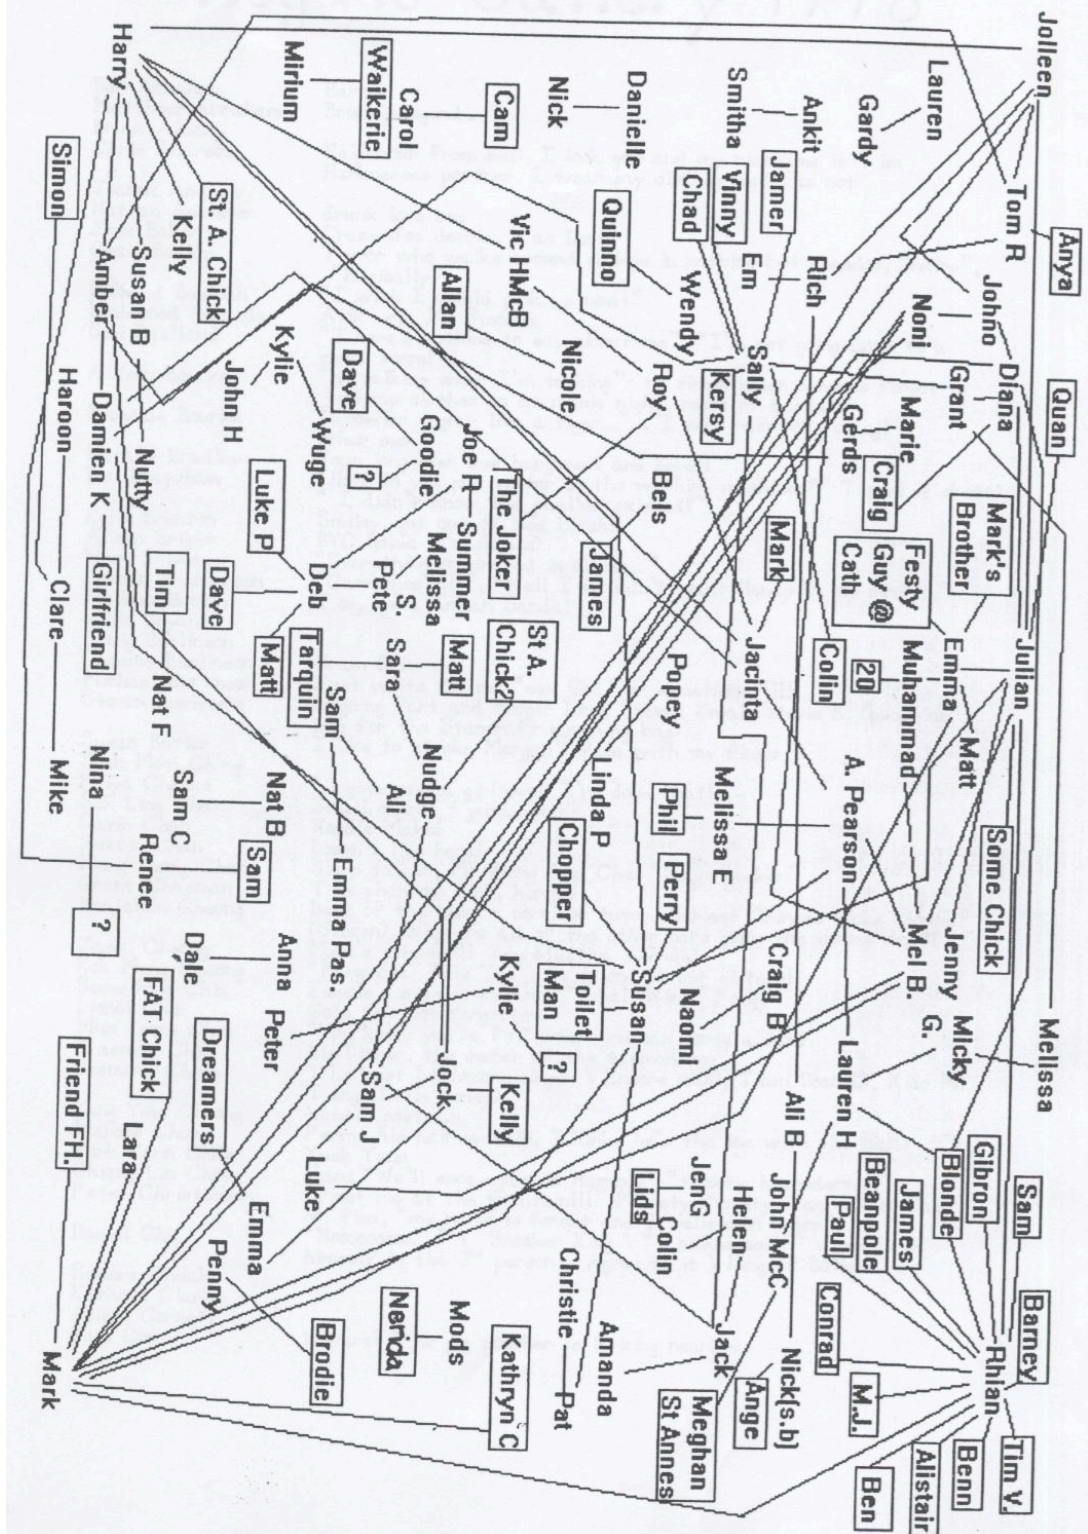 Jolleen
Anya
Quan
Melissa
Sam
Barney
Tim V.
Tom R
Julian
Some Chick
Gibron
Rhian
Johno
Diana
Mark's
Brother
Matt
Micky
Benn
Grant
Emma
Jenny
G.
Blonde
Alistair
Lauren
Noni
Marie
Festy
Guy @
Cath
Muhammad
Mel B.
James
Ben
Gardy
Craig
20
Beanpole
M.J.
Gerds
A. Pearson
Lauren H
Paul
Ankit
Rich
Colin
Conrad
Smitha
Jamer
Vinny
Em
Sally
Mark
Jacinta
Craig B
Ali B
John McC
Nick(s.b)
Chad
Kersy
Melissa E
Helen
Ange
Danielle
Wendy
Popey
Naomi
JenG
Jack
Meghan
St Annes
Quinno
Roy
Bels
Phil
Perry
Susan
Lids
Colin
Nick
Nicole
James
Linda P
Chopper
Toilet
Man
Christie
Amanda
Pat
Cam
Vic HMcB
St A
Chick2
Kylie
?
Kelly
Kathryn C
Carol
Allan
Joe R
The Joker
Summer
Melissa
S.
Matt
Sara
Nudge
Jock
Mods
Waikerie
Dave
Goodie
?
Pete
Ali
Sam J
Nerida
Mirium
Wuge
Deb
Sam
Tarquin
Emma Pas.
Luke
Brodie
Kylie
Luke P
Matt
Nat B
Anna
Peter
Emma
St. A. Chick
John H
Dave
Sam
Dreamers
Penny
Kelly
Tim
Nat F
Sam C
Dale
FAT Chick
Susan B
Nutty
Renee
Lara
Harry
Amber
Damien K
Girlfriend
Nina
?
Friend FH.
Simon
Haroon
Clare
Mike
Mark